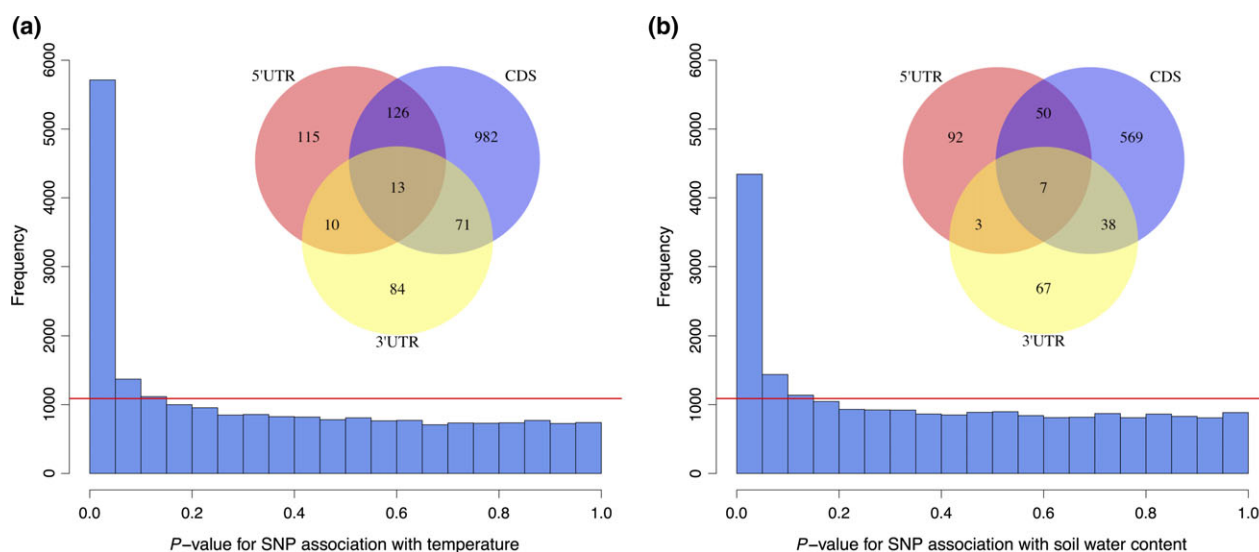 (a)
Frequency
6000
5000
4000
3000
2000
1000
0
5'UTR
CDS
126
115
982
13
10
71
84
3'UTR
0.0 0.2 0.4 0.6 0.8 1.0
P-value for SNP association with temperature
(b)
Frequency
6000
5000
4000
3000
2000
1000
0
5'UTR
CDS
50
92
569
7
3
38
67
3'UTR
0.0 0.2 0.4 0.6 0.8 1.0
P-value for SNP association with soil water content